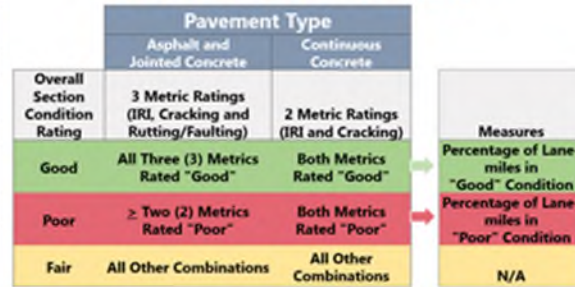 Pavement Type
Asphalt and
Jointed Concrete
Continuous
Concrete
Overall
Section
Condition
Rating
3 Metric Ratings
(IRI, Cracking and
Rutting/Faulting)
2 Metric Ratings
(IRI and Cracking)
Measures
Good
All Three (3) Metrics
Rated "Good"
Both Metrics
Rated "Good"
Percentage of Lane
miles in
"Good" Condition
Poor
≥ Two (2) Metrics
Rated "Poor"
Both Metrics
Rated "Poor"
Percentage of Lane
miles in
"Poor" Condition
Fair
All Other Combinations
All Other
Combinations
N/A